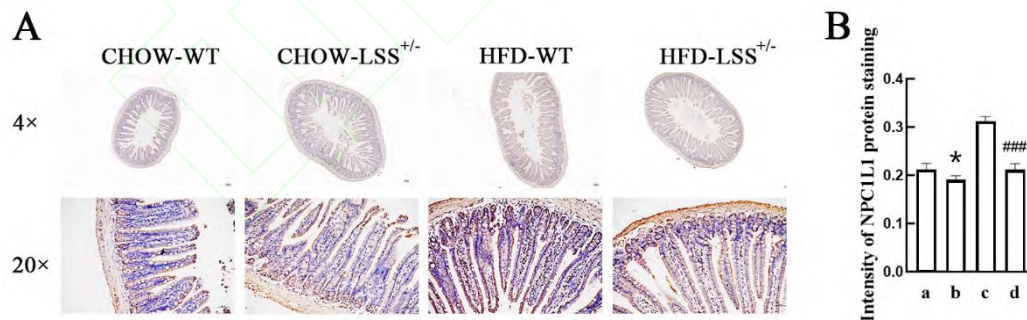 A
CHOW-WT CHOW-LSS+/- HFD-WT HFD-LSS+/-
4×
20×
B
Intensity of NPC1L1 protein staining
0.4
0.3
0.2
0.1
0.0
*
###
a b c d